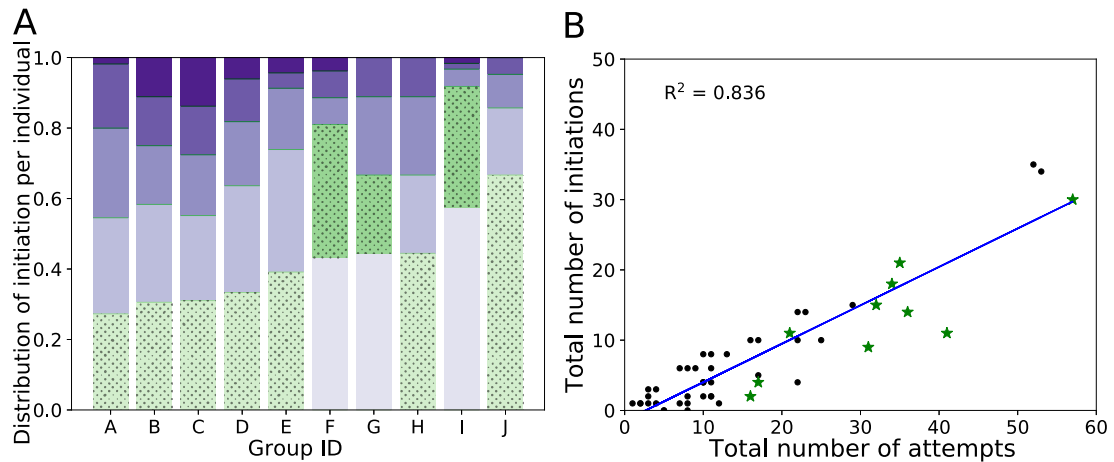 A
Distribution of initiation per individual
1.0
0.8
0.6
0.4
0.2
0.0
A B C D E F G H I J
Group ID
B
Total number of initiations
50
40
30
20
10
0
R² = 0.836
0 10 20 30 40 50 60
Total number of attempts